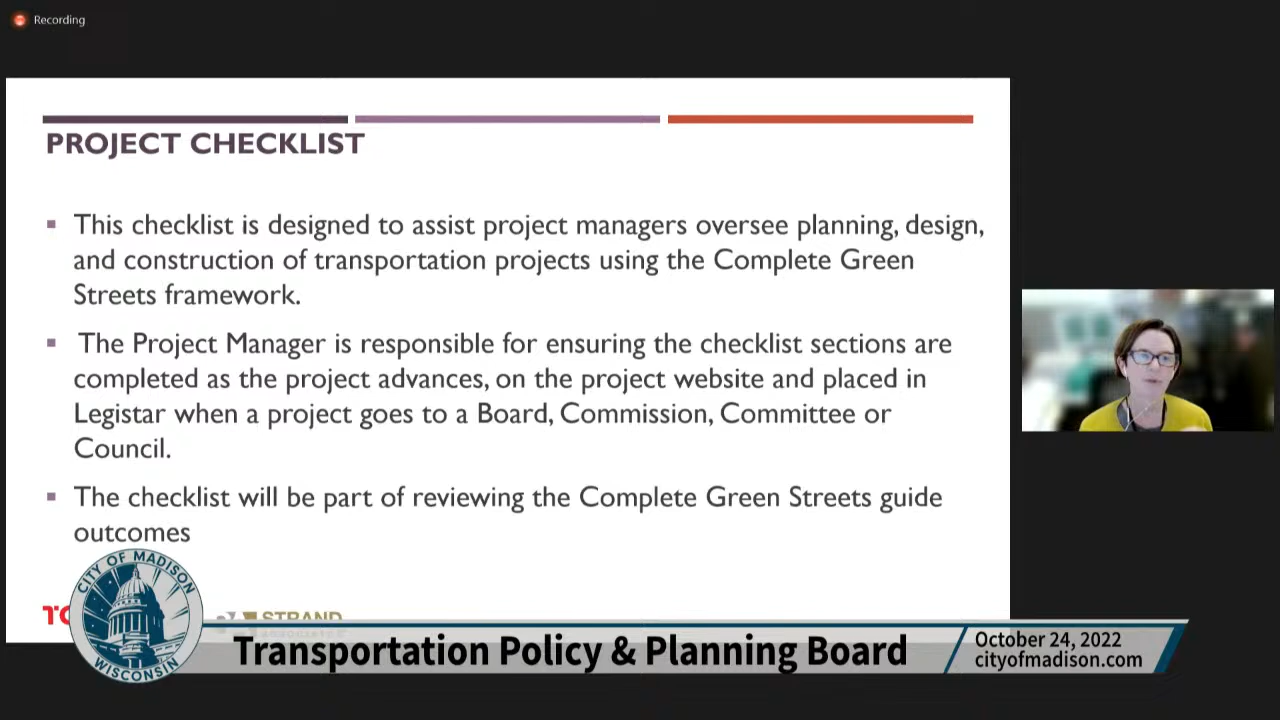 Recording
PROJECT CHECKLIST
This checklist is designed to assist project managers oversee planning, design,
and construction of transportation projects using the Complete Green
Streets framework.
The Project Manager is responsible for ensuring the checklist sections are
completed as the project advances, on the project website and placed in
Legistar when a project goes to a Board, Commission, Committee or
Council.
The checklist will be part of reviewing the Complete Green Streets guide
outcomes
CITY OF MADISON
WISCONSIN
STRAND
Transportation Policy & Planning Board
October 24, 2022
cityofmadison.com